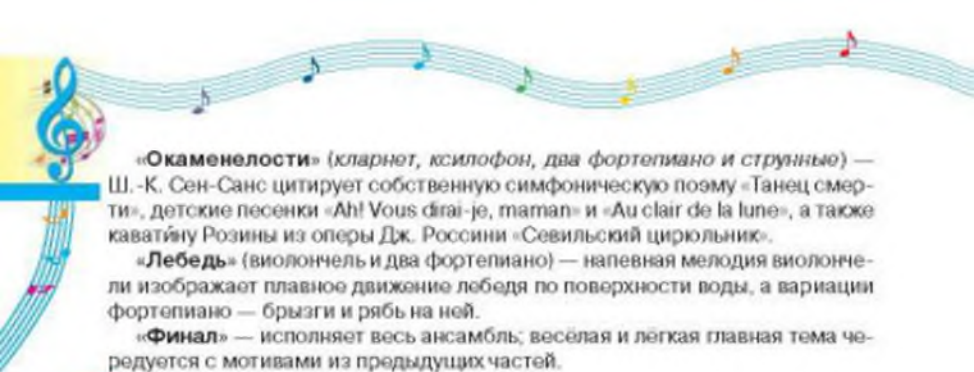 «Окаменелости» (кларнет, ксилофон, два фортепиано и струнные) —
Ш.-К. Сен-Санс цитирует собственную симфоническую поэму «Танец смер-
ти», детские песенки «Ah! Vous dirai-je, maman» и «Au clair de la lune», а также
кавати́ну Розины из оперы Дж. Россини «Севильский цирюльник».
«Лебедь» (виолончель и два фортепиано) — напевная мелодия виолонче-
ли изображает плавное движение лебедя по поверхности воды, а вариации
фортепиано — брызги и рябь на ней.
«Финал» — исполняет весь ансамбль; весёлая и лёгкая главная тема че-
редуется с мотивами из предыдущих частей.